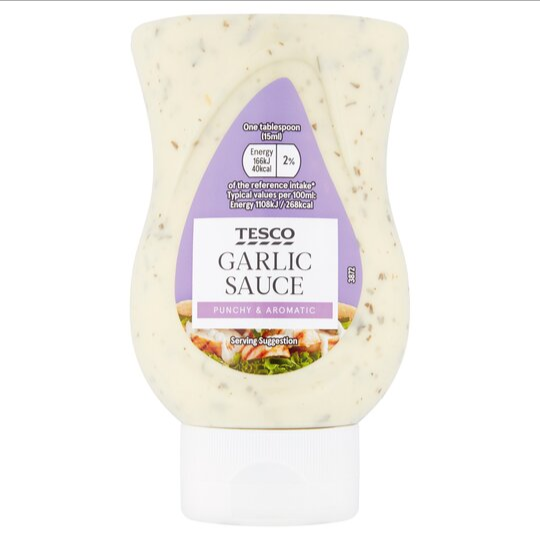 One tablespoon
(15ml)
Energy
166kJ
40kcal
2%
of the reference intake*
Typical values per 100ml:
Energy 1108kJ / 268kcal
TESCO
GARLIC
SAUCE
PUNCHY & AROMATIC
3872
Serving Suggestion